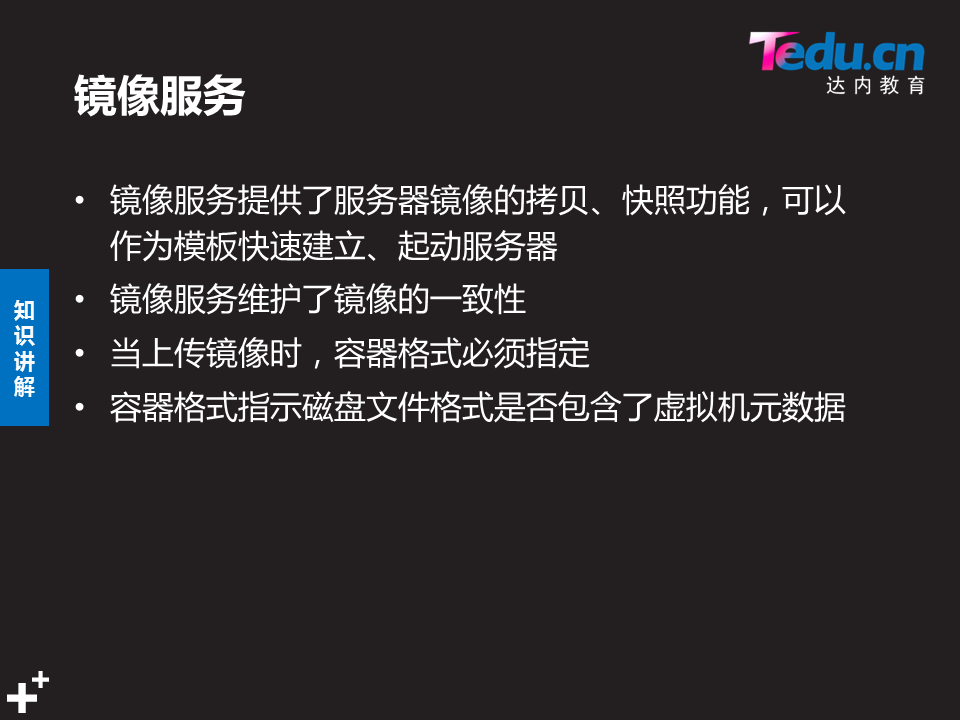 Tedu.cn
达内教育
镜像服务
• 镜像服务提供了服务器镜像的拷贝、快照功能，可以
作为模板快速建立、起动服务器
• 镜像服务维护了镜像的一致性
• 当上传镜像时，容器格式必须指定
• 容器格式指示磁盘文件格式是否包含了虚拟机元数据
知
识
讲
解